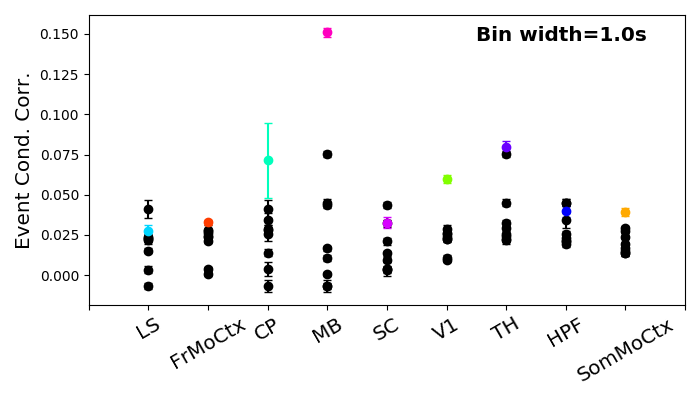 Bin width=1.0s
Event Cond. Corr.
0.150
0.125
0.100
0.075
0.050
0.025
0.000
LS
FrMoCtx
CP
MB
SC
V1
TH
HPF
SomMoCtx